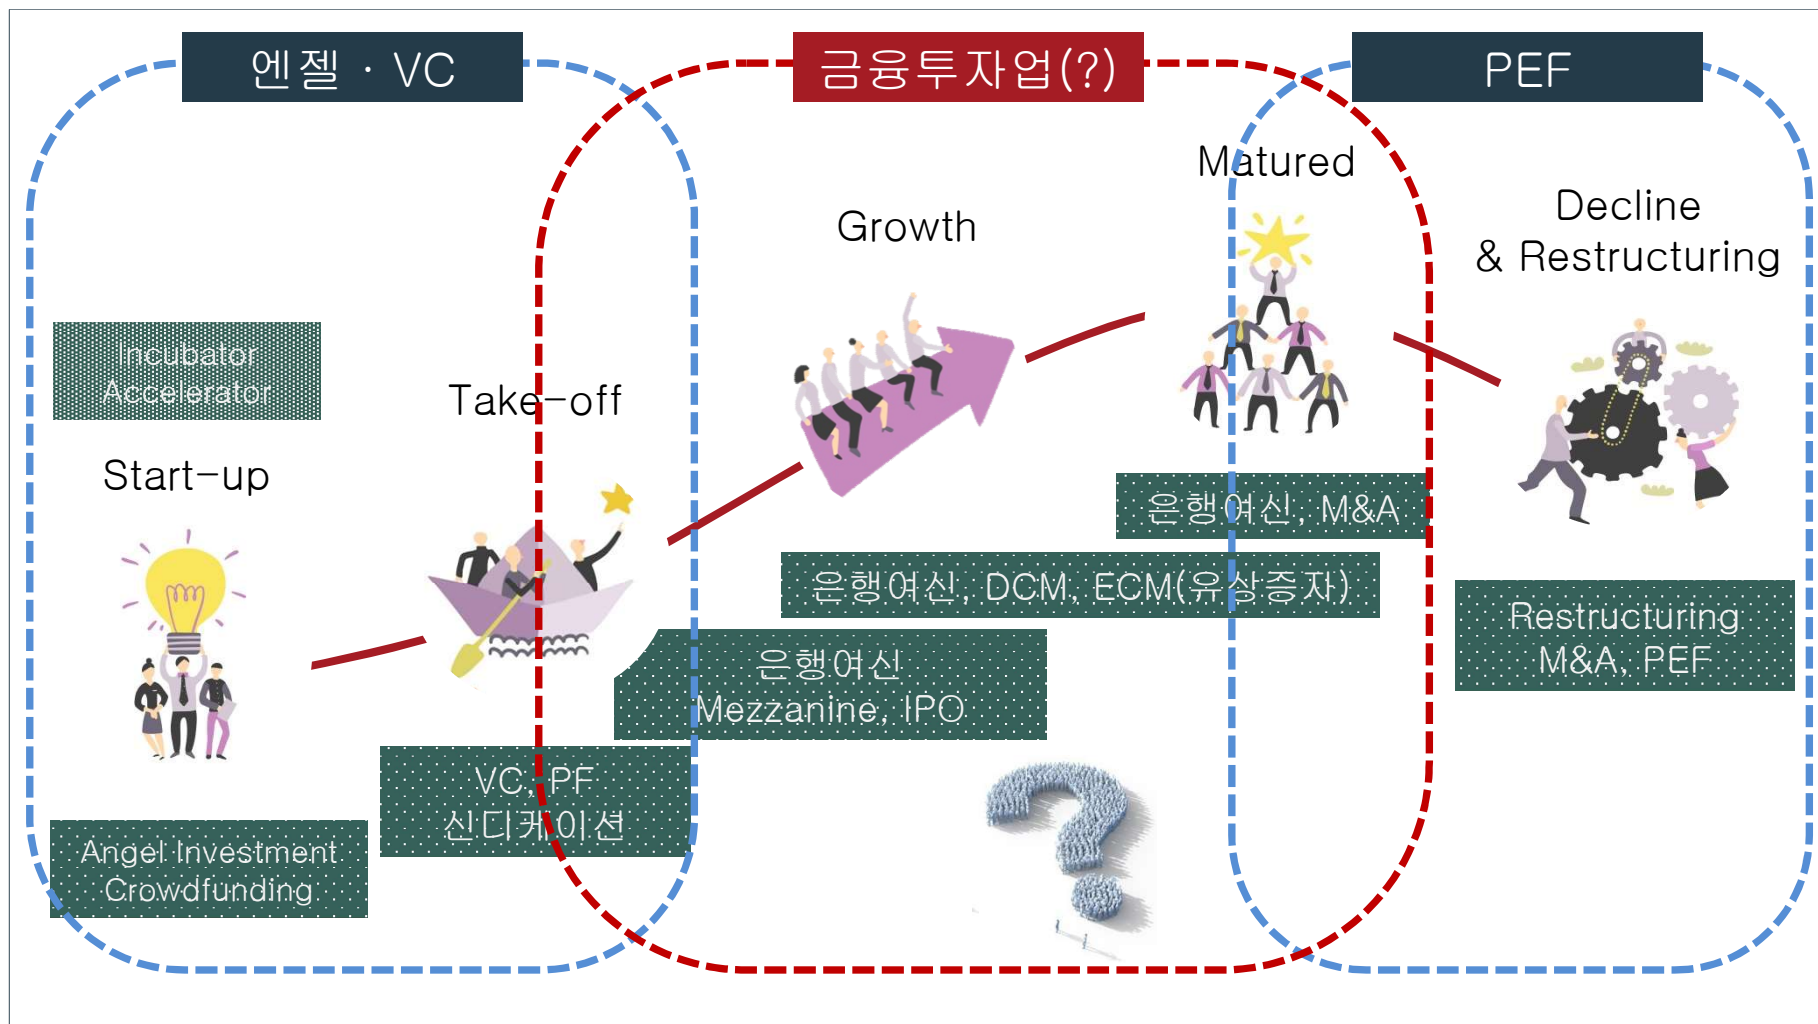 엔젤 · VC
금융투자업(?)
PEF
Matured
Decline
& Restructuring
Growth
Incubator
Accelerator
Take-off
Start-up
은행여신, M&A
은행여신, DCM, ECM(유상증자)
Restructuring
M&A, PEF
은행여신
Mezzanine, IPO
VC, PF
신디케이션
Angel Investment
Crowdfunding